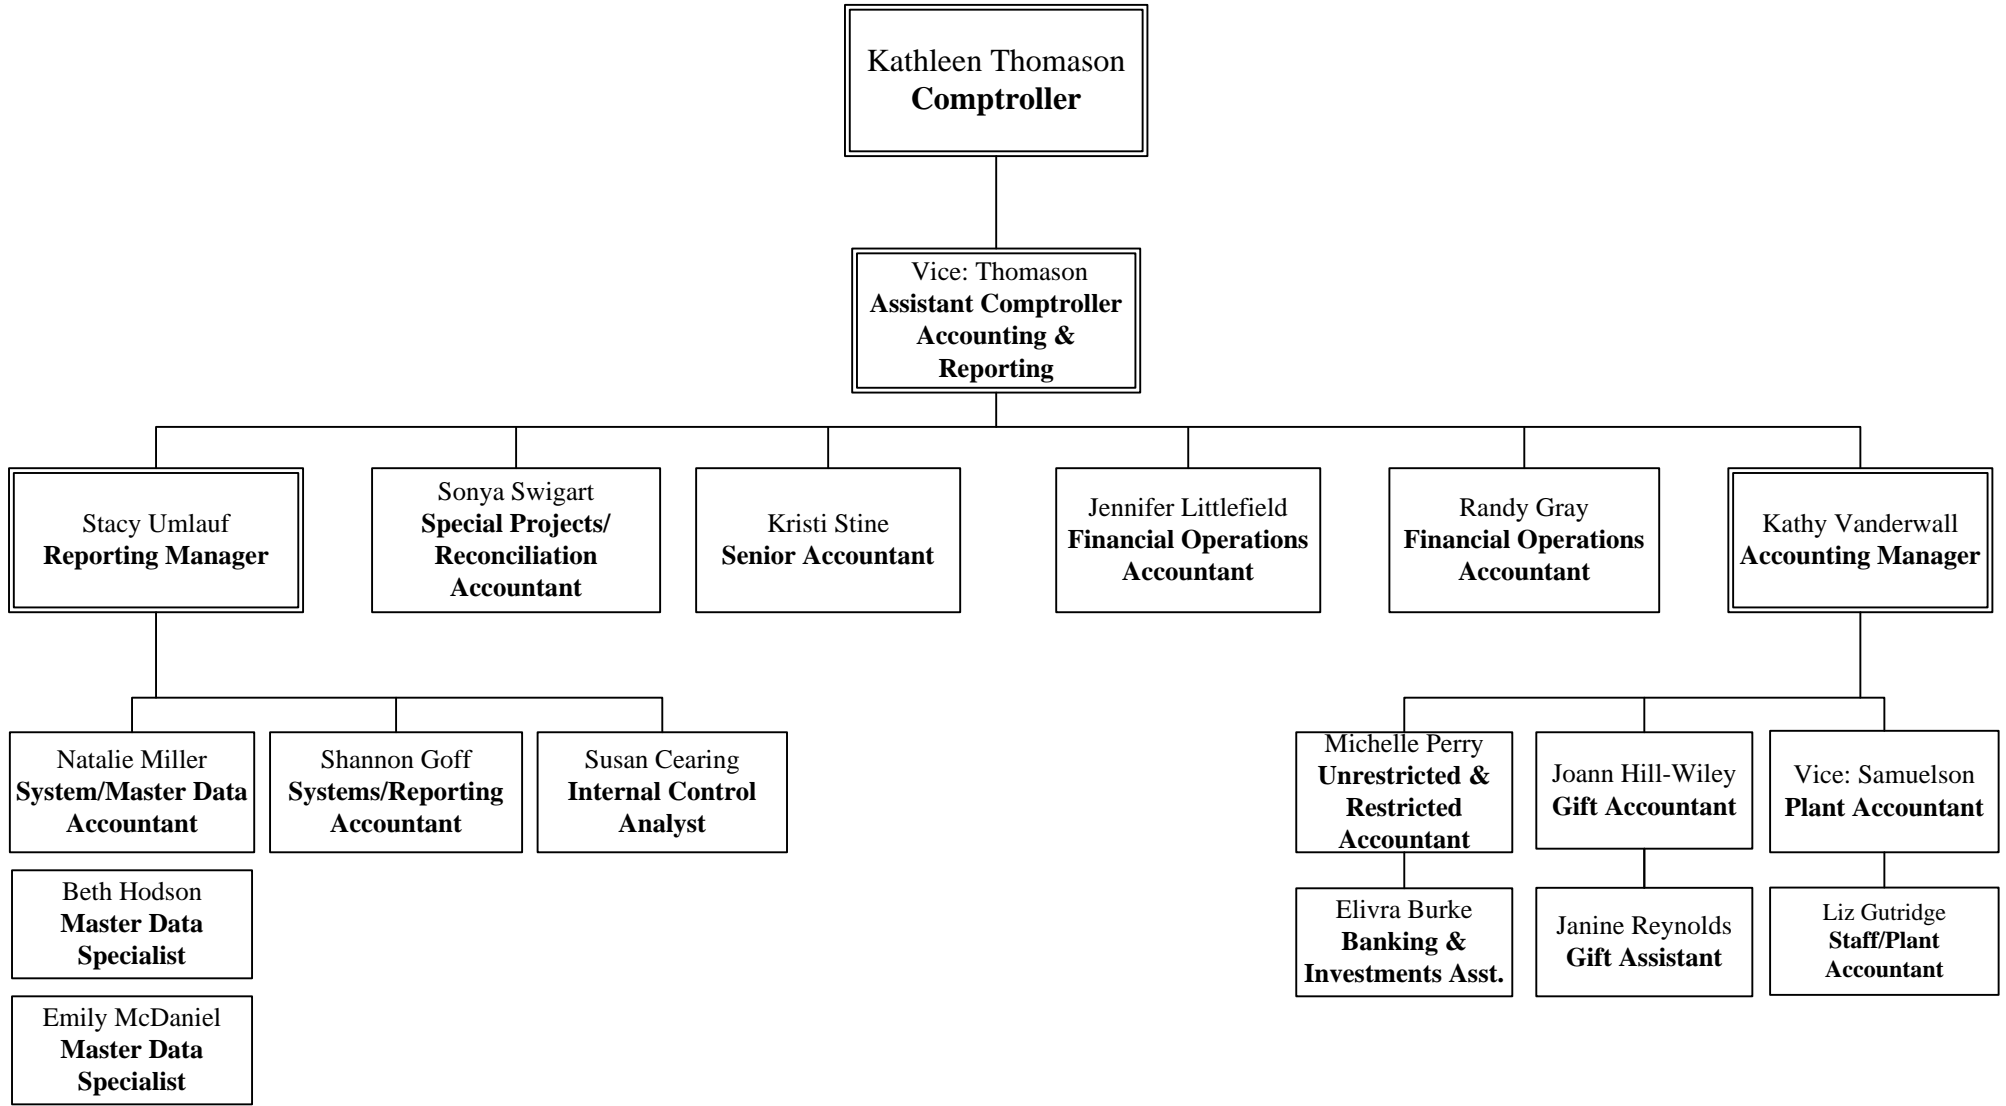 Kathleen Thomason
Comptroller
Vice: Thomason
Assistant Comptroller
Accounting &
Reporting
Stacy Umlauf
Reporting Manager
Sonya Swigart
Special Projects/
Reconciliation
Accountant
Kristi Stine
Senior Accountant
Jennifer Littlefield
Financial Operations
Accountant
Randy Gray
Financial Operations
Accountant
Kathy Vanderwall
Accounting Manager
Natalie Miller
System/Master Data
Accountant
Shannon Goff
Systems/Reporting
Accountant
Susan Cearing
Internal Control
Analyst
Michelle Perry
Unrestricted &
Restricted
Accountant
Joann Hill-Wiley
Gift Accountant
Vice: Samuelson
Plant Accountant
Beth Hodson
Master Data
Specialist
Elivra Burke
Banking &
Investments Asst.
Janine Reynolds
Gift Assistant
Liz Gutridge
Staff/Plant
Accountant
Emily McDaniel
Master Data
Specialist